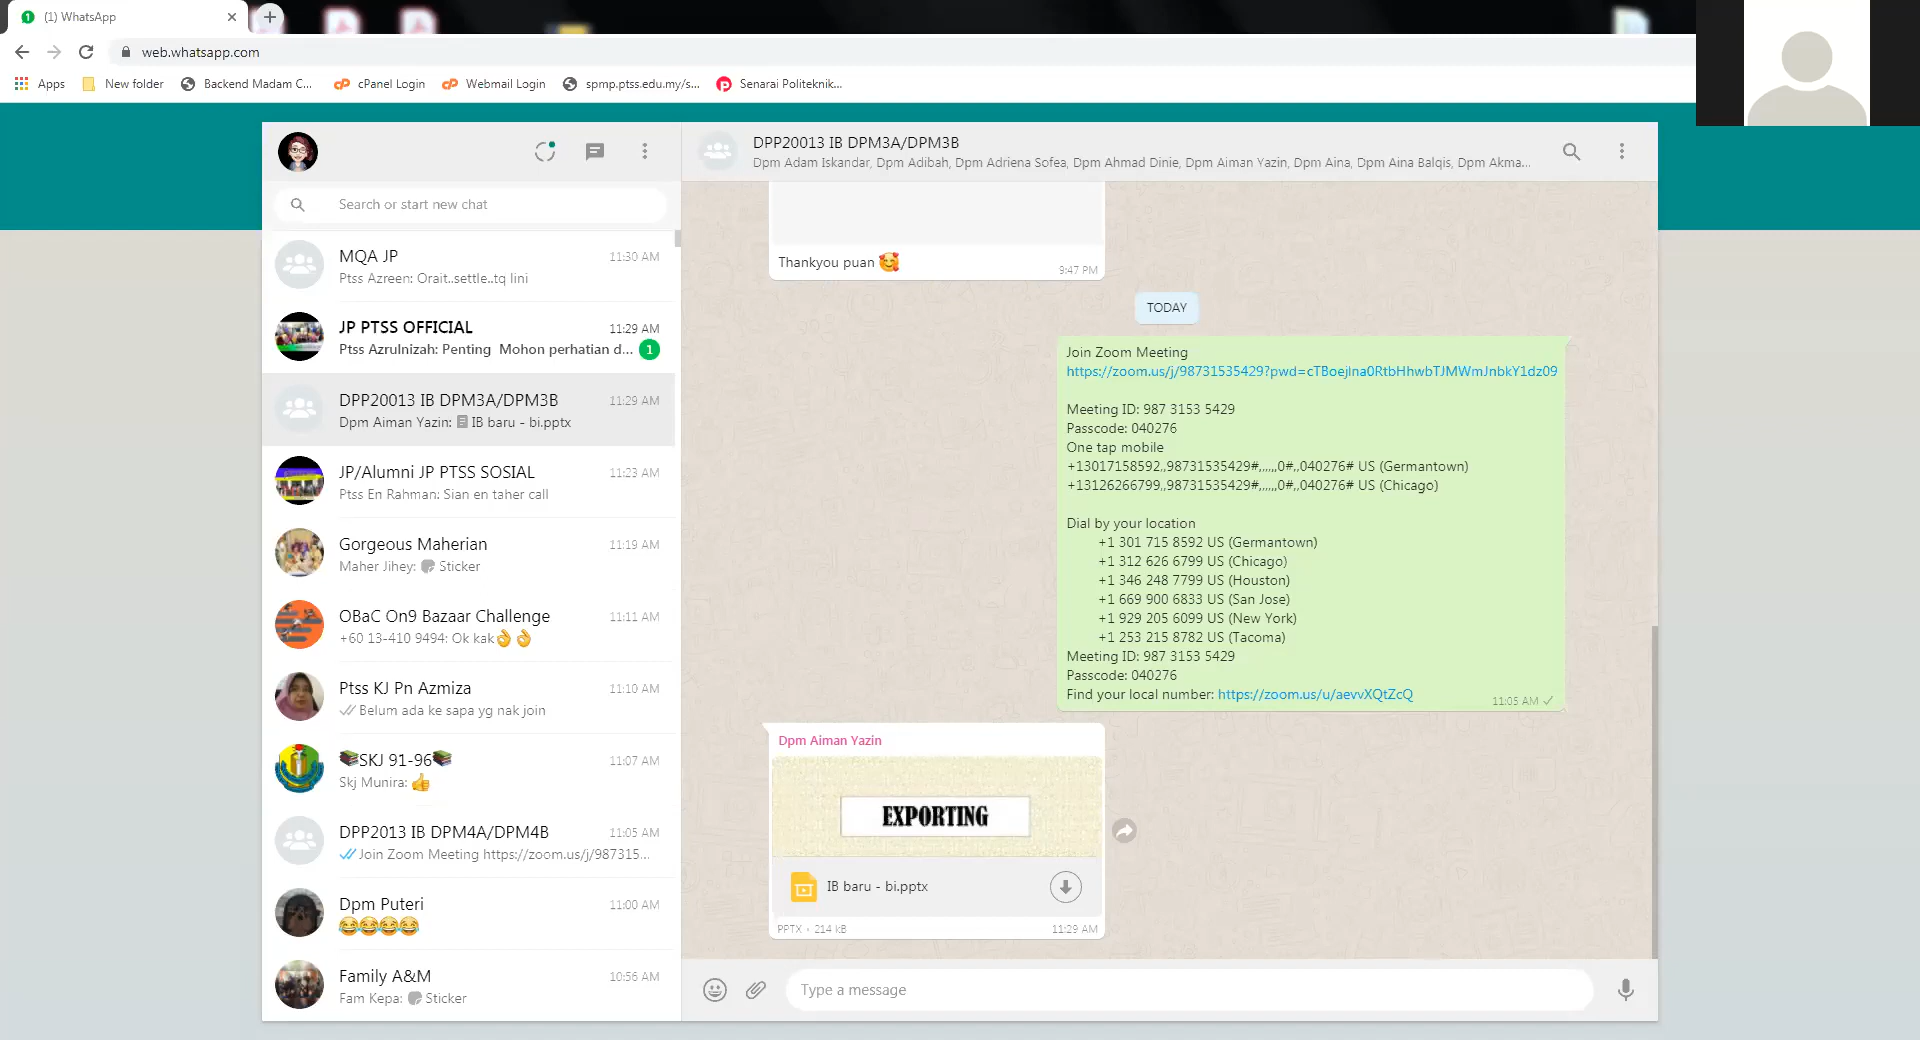 (1) WhatsApp
web.whatsapp.com
Apps
New folder
Backend Madam C...
cPanel Login
Webmail Login
spmp.ptss.edu.my/s...
Senarai Politeknik...
Search or start new chat
MQA JP
11:30 AM
Ptss Azreen: Orait..settle..tq lini
JP PTSS OFFICIAL
11:29 AM
Ptss Azrulnizah: Penting Mohon perhatian d...
1
DPP20013 IB DPM3A/DPM3B
11:29 AM
Dpm Aiman Yazin: IB baru - bi.pptx
JP/Alumni JP PTSS SOSIAL
11:23 AM
Ptss En Rahman: Sian en taher call
Gorgeous Maherian
11:19 AM
Maher Jihey: Sticker
OBaC On9 Bazaar Challenge
11:11 AM
+60 13-410 9494: Ok kak👌👌
Ptss KJ Pn Azmiza
11:10 AM
Belum ada ke sapa yg nak join
📚SKJ 91-96📚
11:07 AM
Skj Munira: 👍
DPP2013 IB DPM4A/DPM4B
11:05 AM
Join Zoom Meeting https://zoom.us/j/987315...
Dpm Puteri
11:00 AM
😂😂😂😂
Family A&M
10:56 AM
Fam Kepa: Sticker
DPP20013 IB DPM3A/DPM3B
Dpm Adam Iskandar, Dpm Adibah, Dpm Adriena Sofea, Dpm Ahmad Dinie, Dpm Aiman Yazin, Dpm Aina, Dpm Aina Balqis, Dpm Akma...
Thankyou puan 🥰
9:47 PM
TODAY
Join Zoom Meeting
https://zoom.us/j/98731535429?pwd=cTBoejlna0RtbHhwbTJMWmJnbkY1dz09
Meeting ID: 987 3153 5429
Passcode: 040276
One tap mobile
+13017158592,,98731535429#,,,,,,0#,,040276# US (Germantown)
+13126266799,,98731535429#,,,,,,0#,,040276# US (Chicago)
Dial by your location
+1 301 715 8592 US (Germantown)
+1 312 626 6799 US (Chicago)
+1 346 248 7799 US (Houston)
+1 669 900 6833 US (San Jose)
+1 929 205 6099 US (New York)
+1 253 215 8782 US (Tacoma)
Meeting ID: 987 3153 5429
Passcode: 040276
Find your local number: https://zoom.us/u/aevvXQtZcQ
11:05 AM
Dpm Aiman Yazin
EXPORTING
IB baru - bi.pptx
PPTX • 214 kB
11:29 AM
Type a message